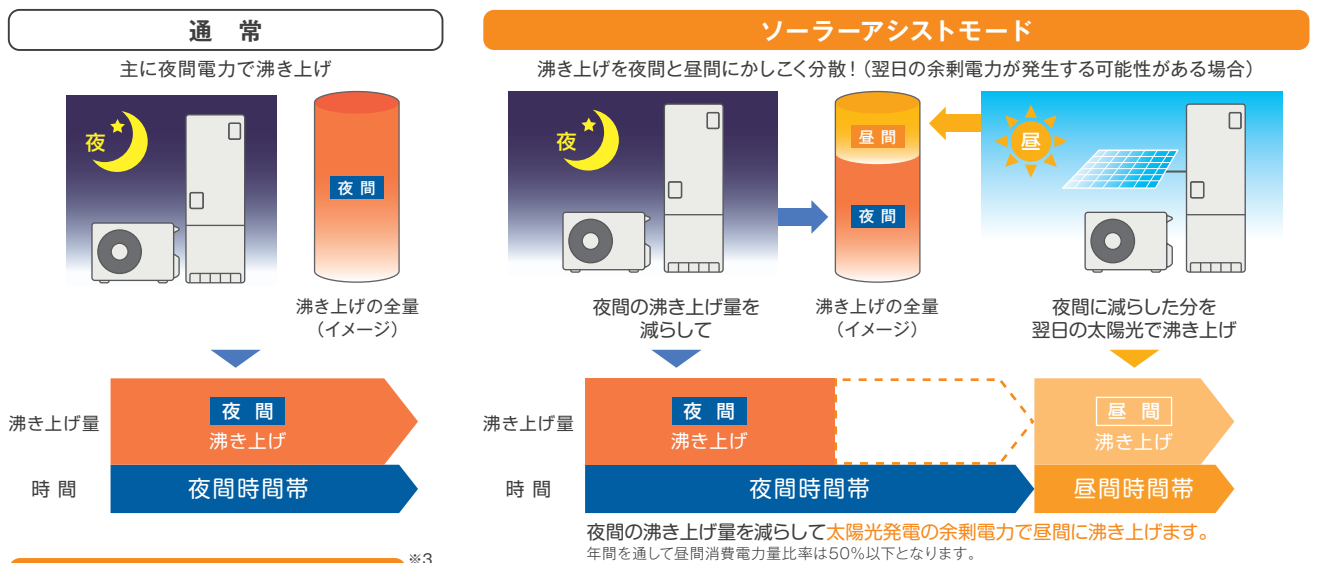 通 常
主に夜間電力で沸き上げ
夜
夜 間
沸き上げの全量
（イメージ）
沸き上げ量
夜 間
沸き上げ
時 間
夜間時間帯
※3
ソーラーアシストモード
沸き上げを夜間と昼間にかしこく分散！（翌日の余剰電力が発生する可能性がある場合）
夜
昼 間
夜 間
昼
夜間の沸き上げ量を
減らして
沸き上げの全量
（イメージ）
夜間に減らした分を
翌日の太陽光で沸き上げ
沸き上げ量
夜 間
沸き上げ
昼 間
沸き上げ
時 間
夜間時間帯
昼間時間帯
夜間の沸き上げ量を減らして太陽光発電の余剰電力で昼間に沸き上げます。
年間を通して昼間消費電力量比率は50%以下となります。